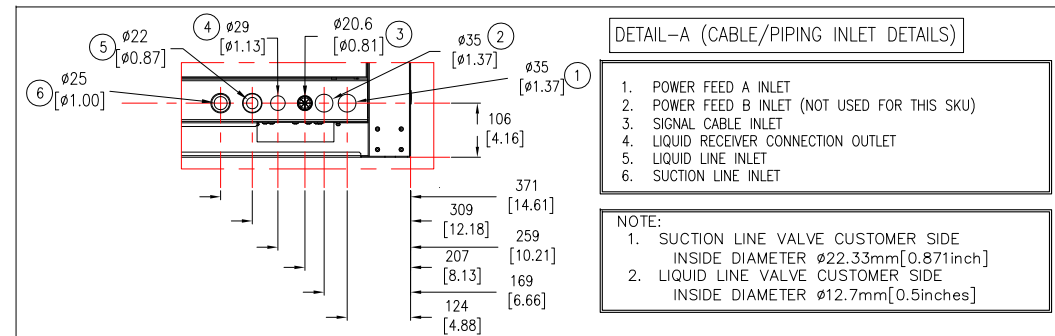 4
ø29
[ø1.13]
ø20.6
[ø0.81]
3
ø35
[ø1.37]
2
5
ø22
[ø0.87]
ø35
[ø1.37]
1
6
ø25
[ø1.00]
106
[4.16]
371
[14.61]
309
[12.18]
259
[10.21]
207
[8.13]
169
[6.66]
124
[4.88]
DETAIL-A (CABLE/PIPING INLET DETAILS)
1. POWER FEED A INLET
2. POWER FEED B INLET (NOT USED FOR THIS SKU)
3. SIGNAL CABLE INLET
4. LIQUID RECEIVER CONNECTION OUTLET
5. LIQUID LINE INLET
6. SUCTION LINE INLET
NOTE:
1. SUCTION LINE VALVE CUSTOMER SIDE
INSIDE DIAMETER ø22.33mm[0.871inch]
2. LIQUID LINE VALVE CUSTOMER SIDE
INSIDE DIAMETER ø12.7mm[0.5inches]